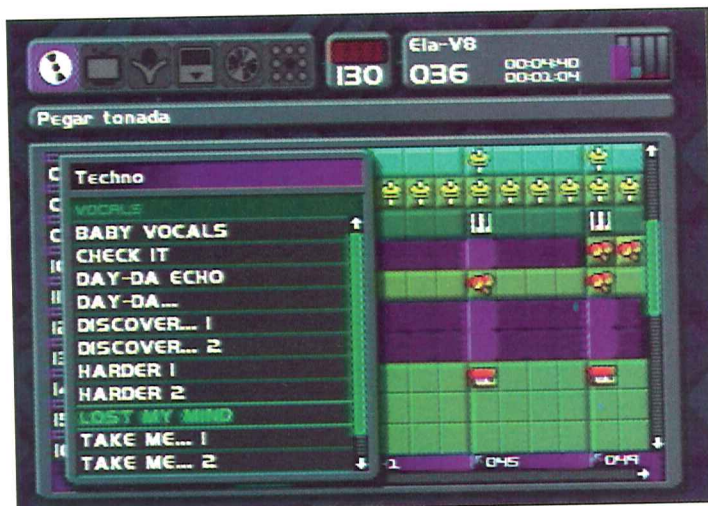 130
Ela-V8
036
00:04:40
00:01:04
Pegar tonada
Techno
VOCALS
BABY VOCALS
CHECK IT
DAY-DA ECHO
DAY-DA...
DISCOVER... 1
DISCOVER... 2
HARDER 1
HARDER 2
LOST MY MIND
TAKE ME... 1
TAKE ME... 2
045
049